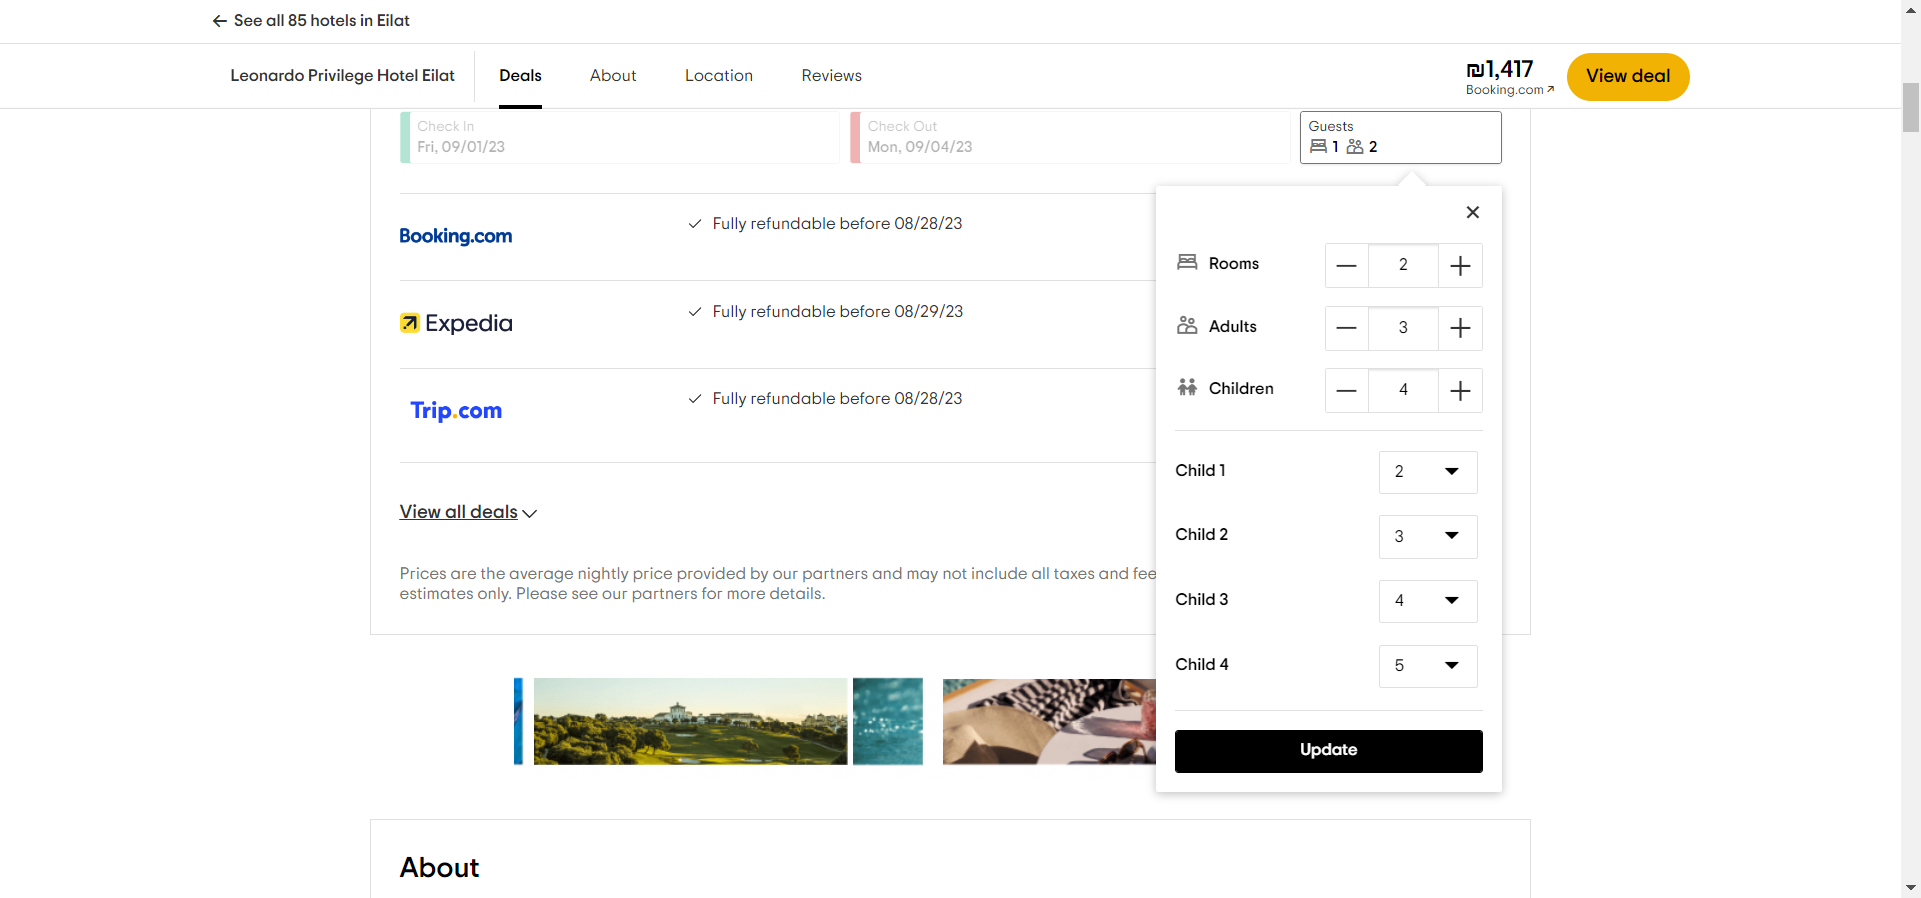 See all 85 hotels in Eilat
Leonardo Privilege Hotel Eilat
Deals
About
Location
Reviews
₪1,417
Booking.com
View deal
Check In
Fri, 09/01/23
Check Out
Mon, 09/04/23
Guests
1 2
Booking.com
Fully refundable before 08/28/23
Expedia
Fully refundable before 08/29/23
Trip.com
Fully refundable before 08/28/23
View all deals
Prices are the average nightly price provided by our partners and may not include all taxes and fee
estimates only. Please see our partners for more details.
Rooms
2
Adults
3
Children
4
Child 1
2
Child 2
3
Child 3
4
Child 4
5
Update
About